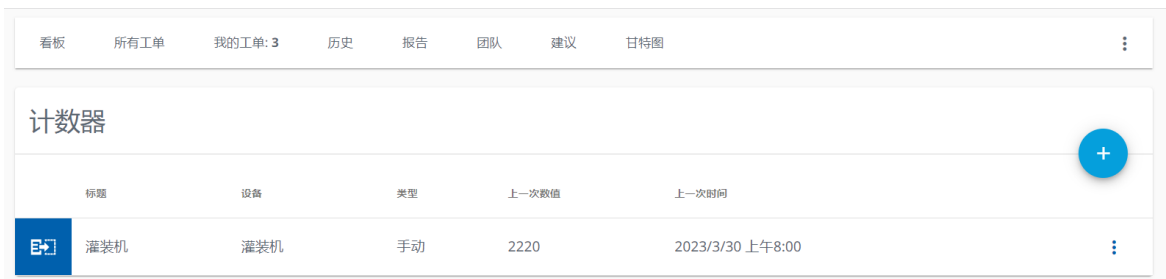 看板 所有工单 我的工单: 3 历史 报告 团队 建议 甘特图
计数器
标题 设备 类型 上一次数值 上一次时间
灌装机 灌装机 手动 2220 2023/3/30 上午8:00